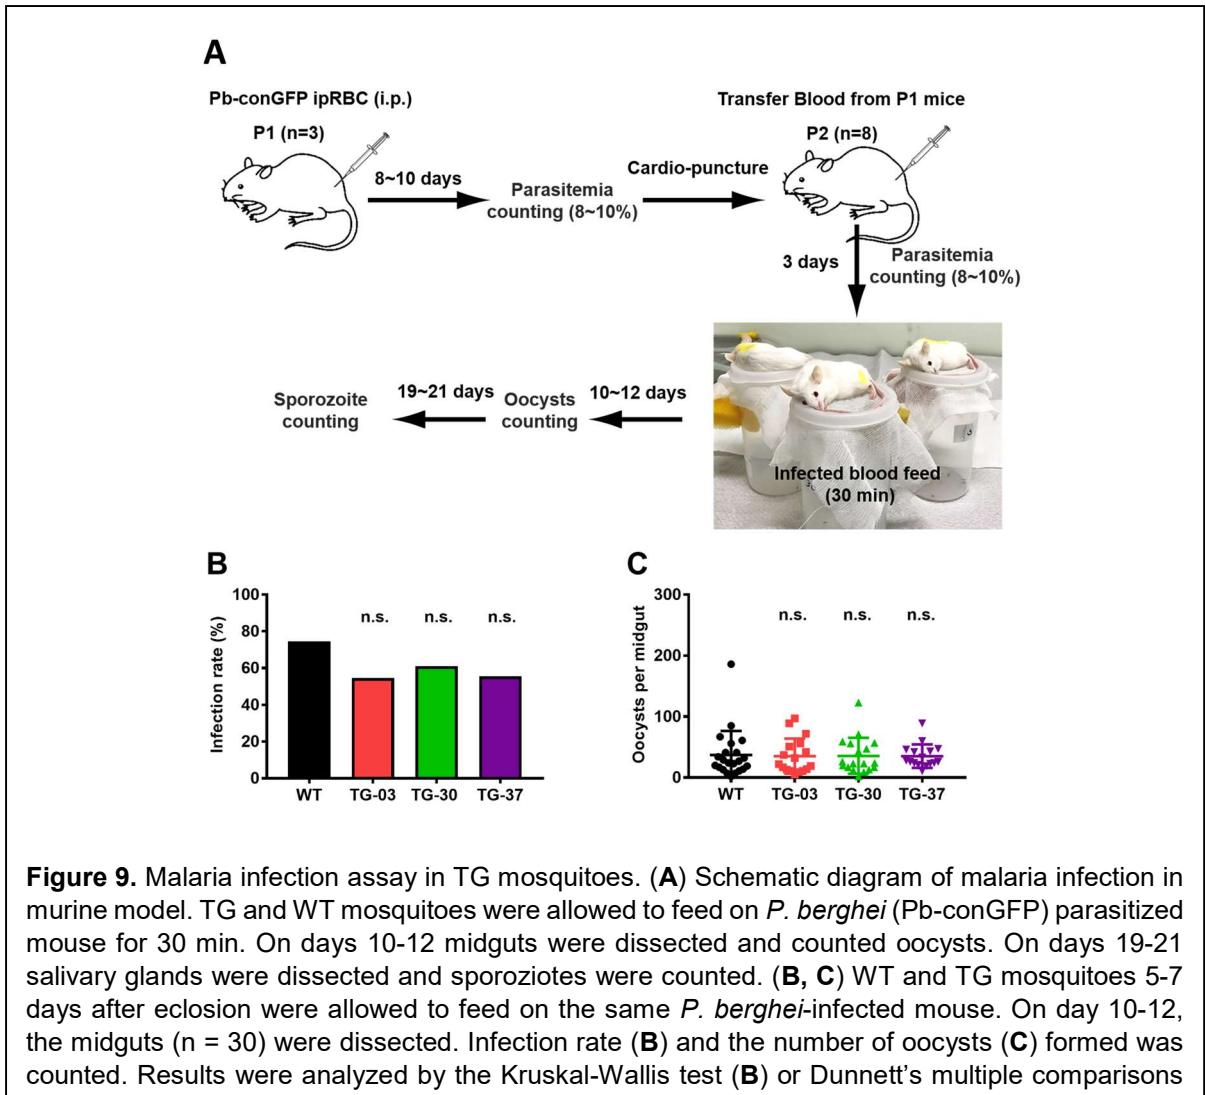 A
Pb-conGFP ipRBC (i.p.)
P1 (n=3)
8~10 days
Parasitemia
counting (8~10%)
Cardio-puncture
Transfer Blood from P1 mice
P2 (n=8)
3 days
Parasitemia
counting (8~10%)
Infected blood feed
(30 min)
10~12 days
Oocysts
counting
19~21 days
Sporozoite
counting
B
Infection rate (%)
100
80
60
40
20
0
n.s.
n.s.
n.s.
WT
TG-03
TG-30
TG-37
C
Oocysts per midgut
300
200
100
0
n.s.
n.s.
n.s.
WT
TG-03
TG-30
TG-37
Figure 9. Malaria infection assay in TG mosquitoes. (A) Schematic diagram of malaria infection in
murine model. TG and WT mosquitoes were allowed to feed on P. berghei (Pb-conGFP) parasitized
mouse for 30 min. On days 10-12 midguts were dissected and counted oocysts. On days 19-21
salivary glands were dissected and sporoziotes were counted. (B, C) WT and TG mosquitoes 5-7
days after eclosion were allowed to feed on the same P. berghei-infected mouse. On day 10-12,
the midguts (n = 30) were dissected. Infection rate (B) and the number of oocysts (C) formed was
counted. Results were analyzed by the Kruskal-Wallis test (B) or Dunnett’s multiple comparisons